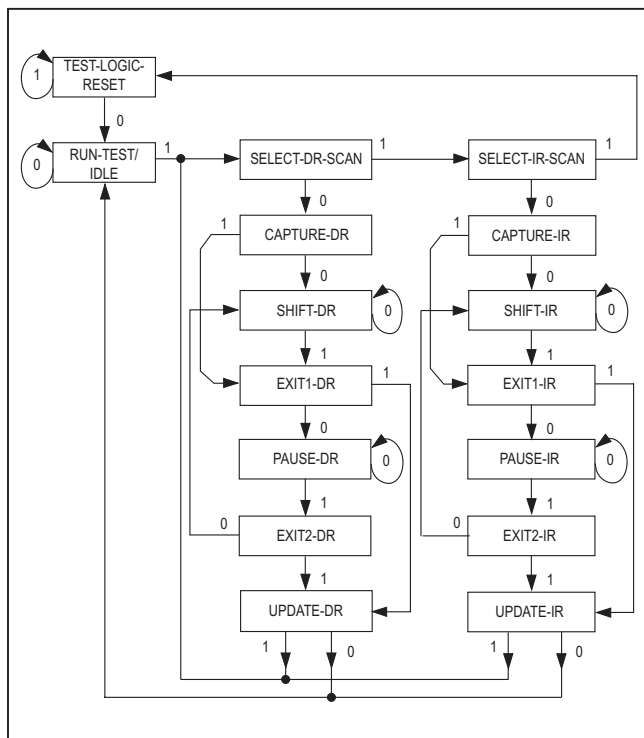 TEST-LOGIC-
RESET
1
0
RUN-TEST/
IDLE
0
1
SELECT-DR-SCAN
1
SELECT-IR-SCAN
1
0
0
1
CAPTURE-DR
1
CAPTURE-IR
0
0
SHIFT-DR
0
SHIFT-IR
0
1
1
EXIT1-DR
1
EXIT1-IR
1
0
0
PAUSE-DR
0
PAUSE-IR
0
1
1
0
EXIT2-DR
0
EXIT2-IR
1
1
UPDATE-DR
UPDATE-IR
1
0
1
0